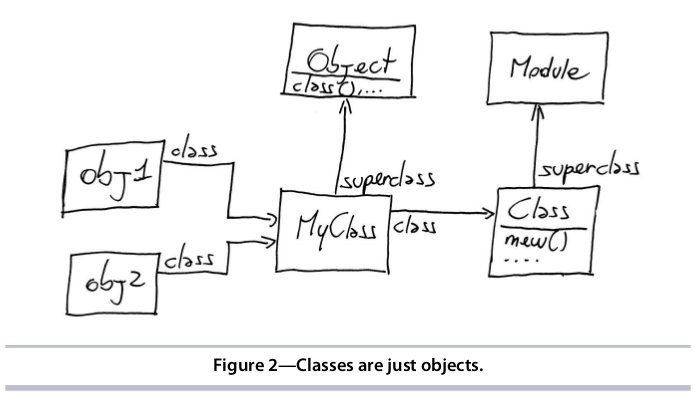 Object
class(),...
Module
class
obj1
superclass
superclass
MyClass
class
Class
new()
....
class
obj2
Figure 2—Classes are just objects.